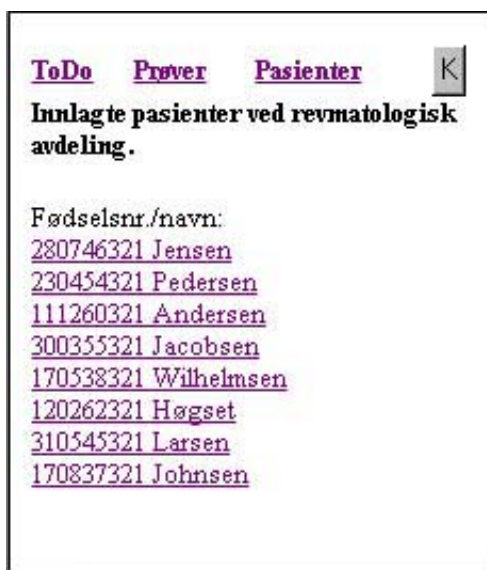 ToDo Prøver Pasienter K
Innlagte pasienter ved revmatologisk
avdeling.
Fødselsnr./navn:
280746321 Jensen
230454321 Pedersen
111260321 Andersen
300355321 Jacobsen
170538321 Wilhelmsen
120262321 Høgset
310545321 Larsen
170837321 Johnsen